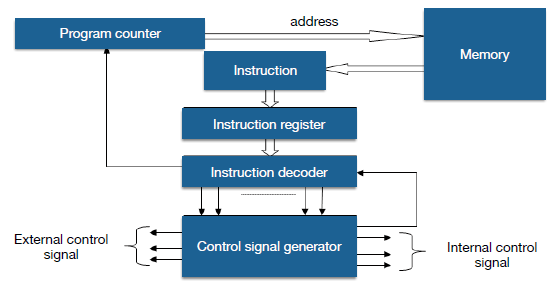 address
Program counter
Memory
Instruction
Instruction register
Instruction decoder
External control
signal
Control signal generator
Internal control
signal